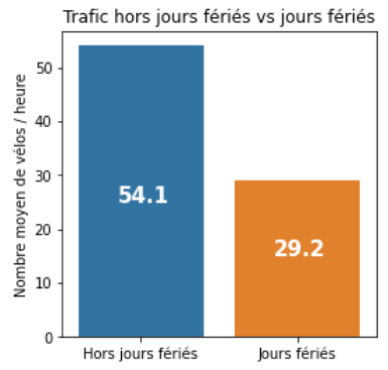 Trafic hors jours fériés vs jours fériés
Nombre moyen de vélos / heure
50
40
30
20
10
0
54.1
29.2
Hors jours fériés
Jours fériés